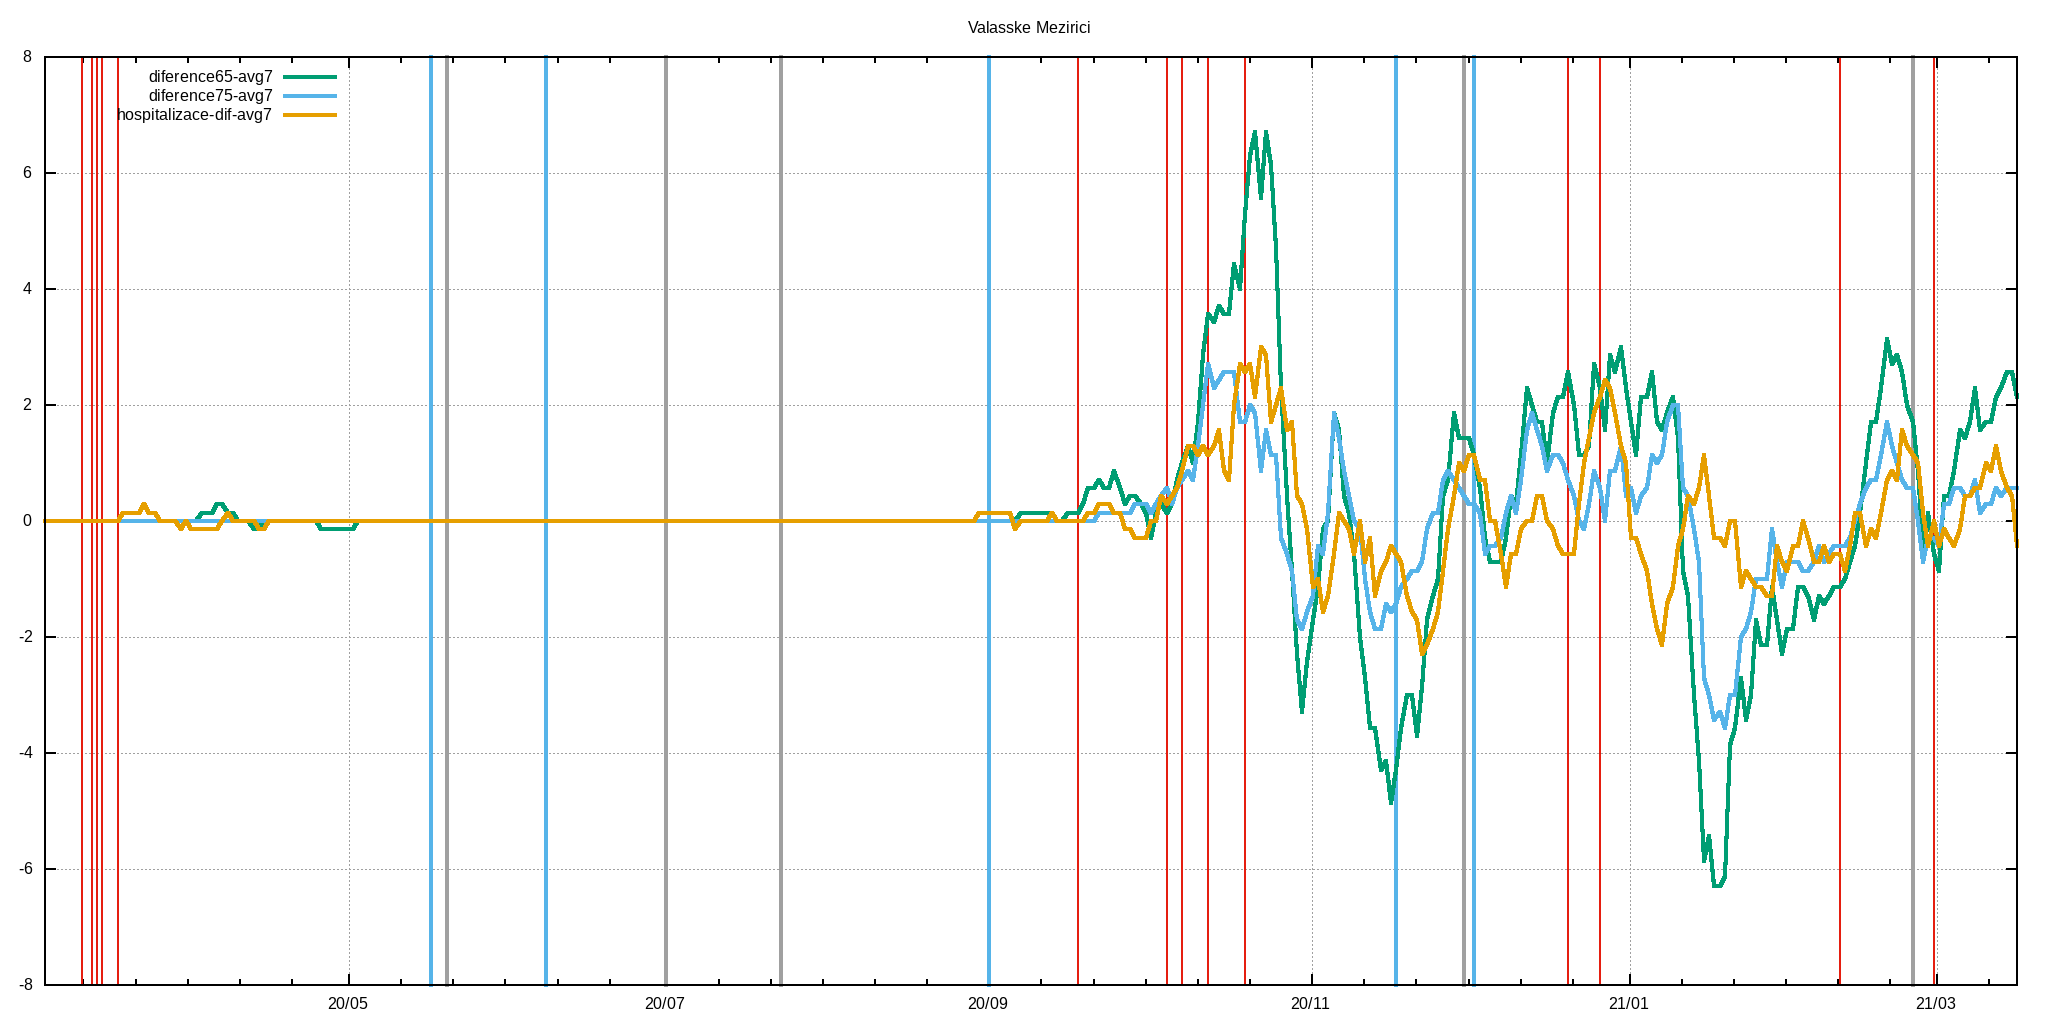 Valasske Mezirici
8
diference65-avg7
diference75-avg7
hospitalizace-dif-avg7
6
4
2
0
-2
-4
-6
-8
20/05 20/07 20/09 20/11 21/01 21/03